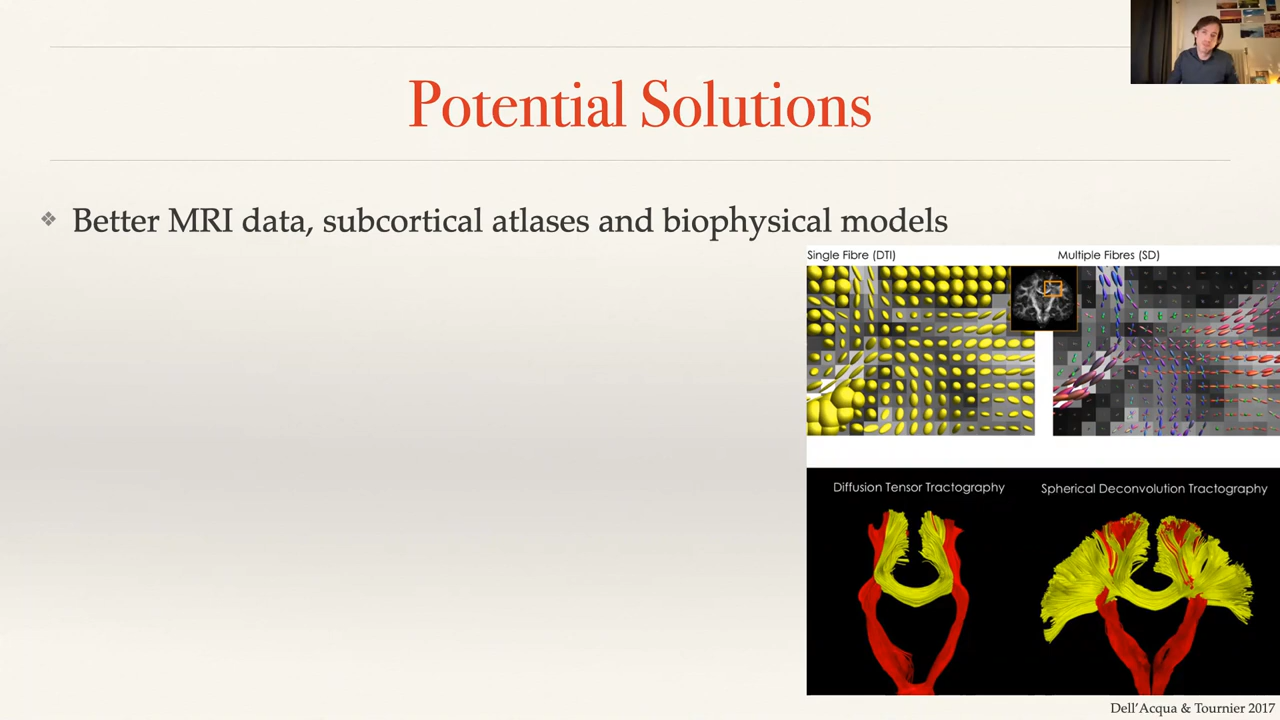 Potential Solutions
❖ Better MRI data, subcortical atlases and biophysical models
Single Fibre (DTI)
Multiple Fibres (SD)
Diffusion Tensor Tractography
Spherical Deconvolution Tractography
Dell'Acqua & Tournier 2017